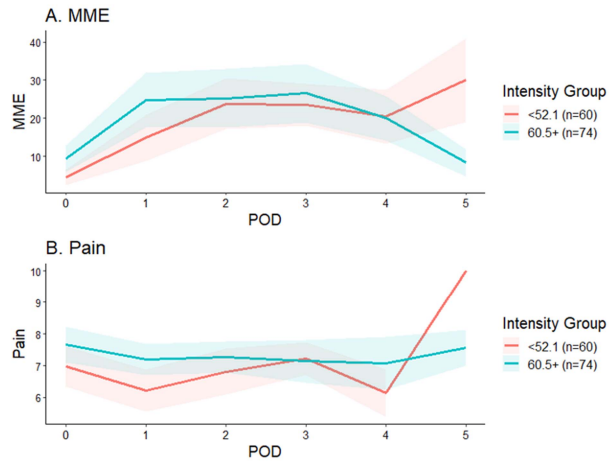 A. MME
40
30
20
10
MME
0 1 2 3 4 5
POD
Intensity Group
<52.1 (n=60)
60.5+ (n=74)
B. Pain
10
9
8
7
6
Pain
0 1 2 3 4 5
POD
Intensity Group
<52.1 (n=60)
60.5+ (n=74)